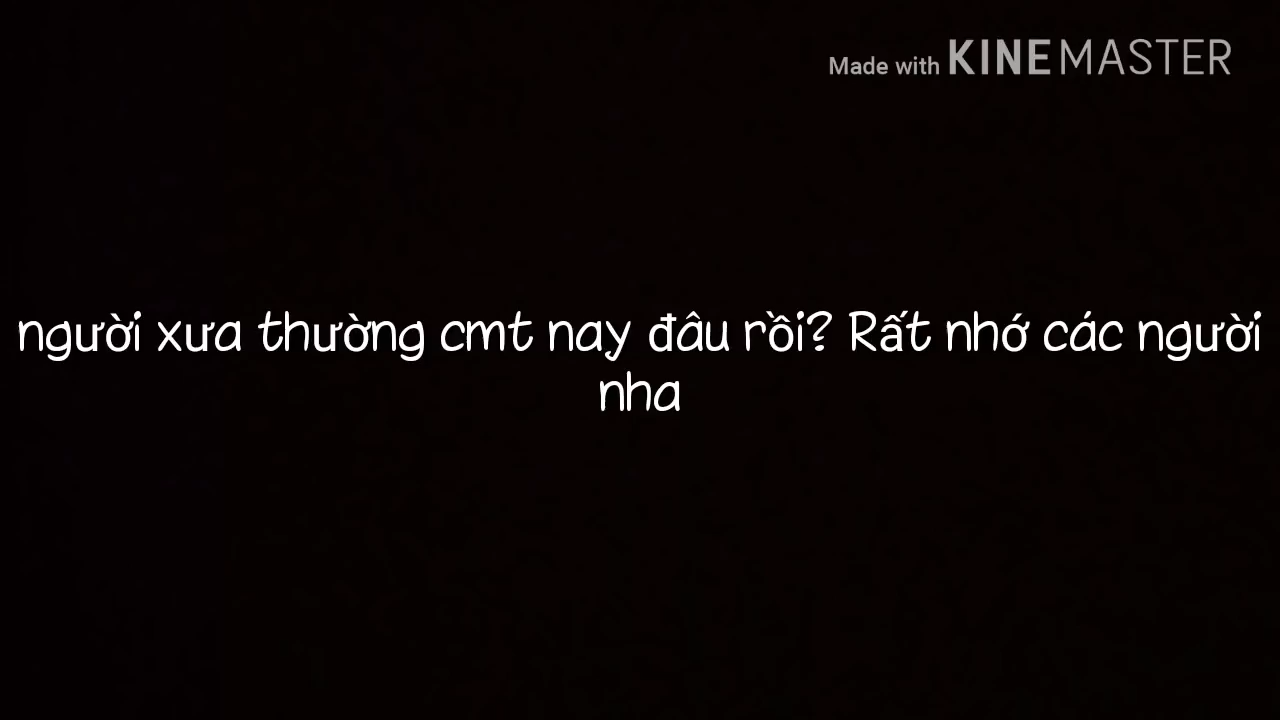 Made with KINEMASTER
người xưa thường cmt nay đâu rồi? Rất nhớ các người
nha